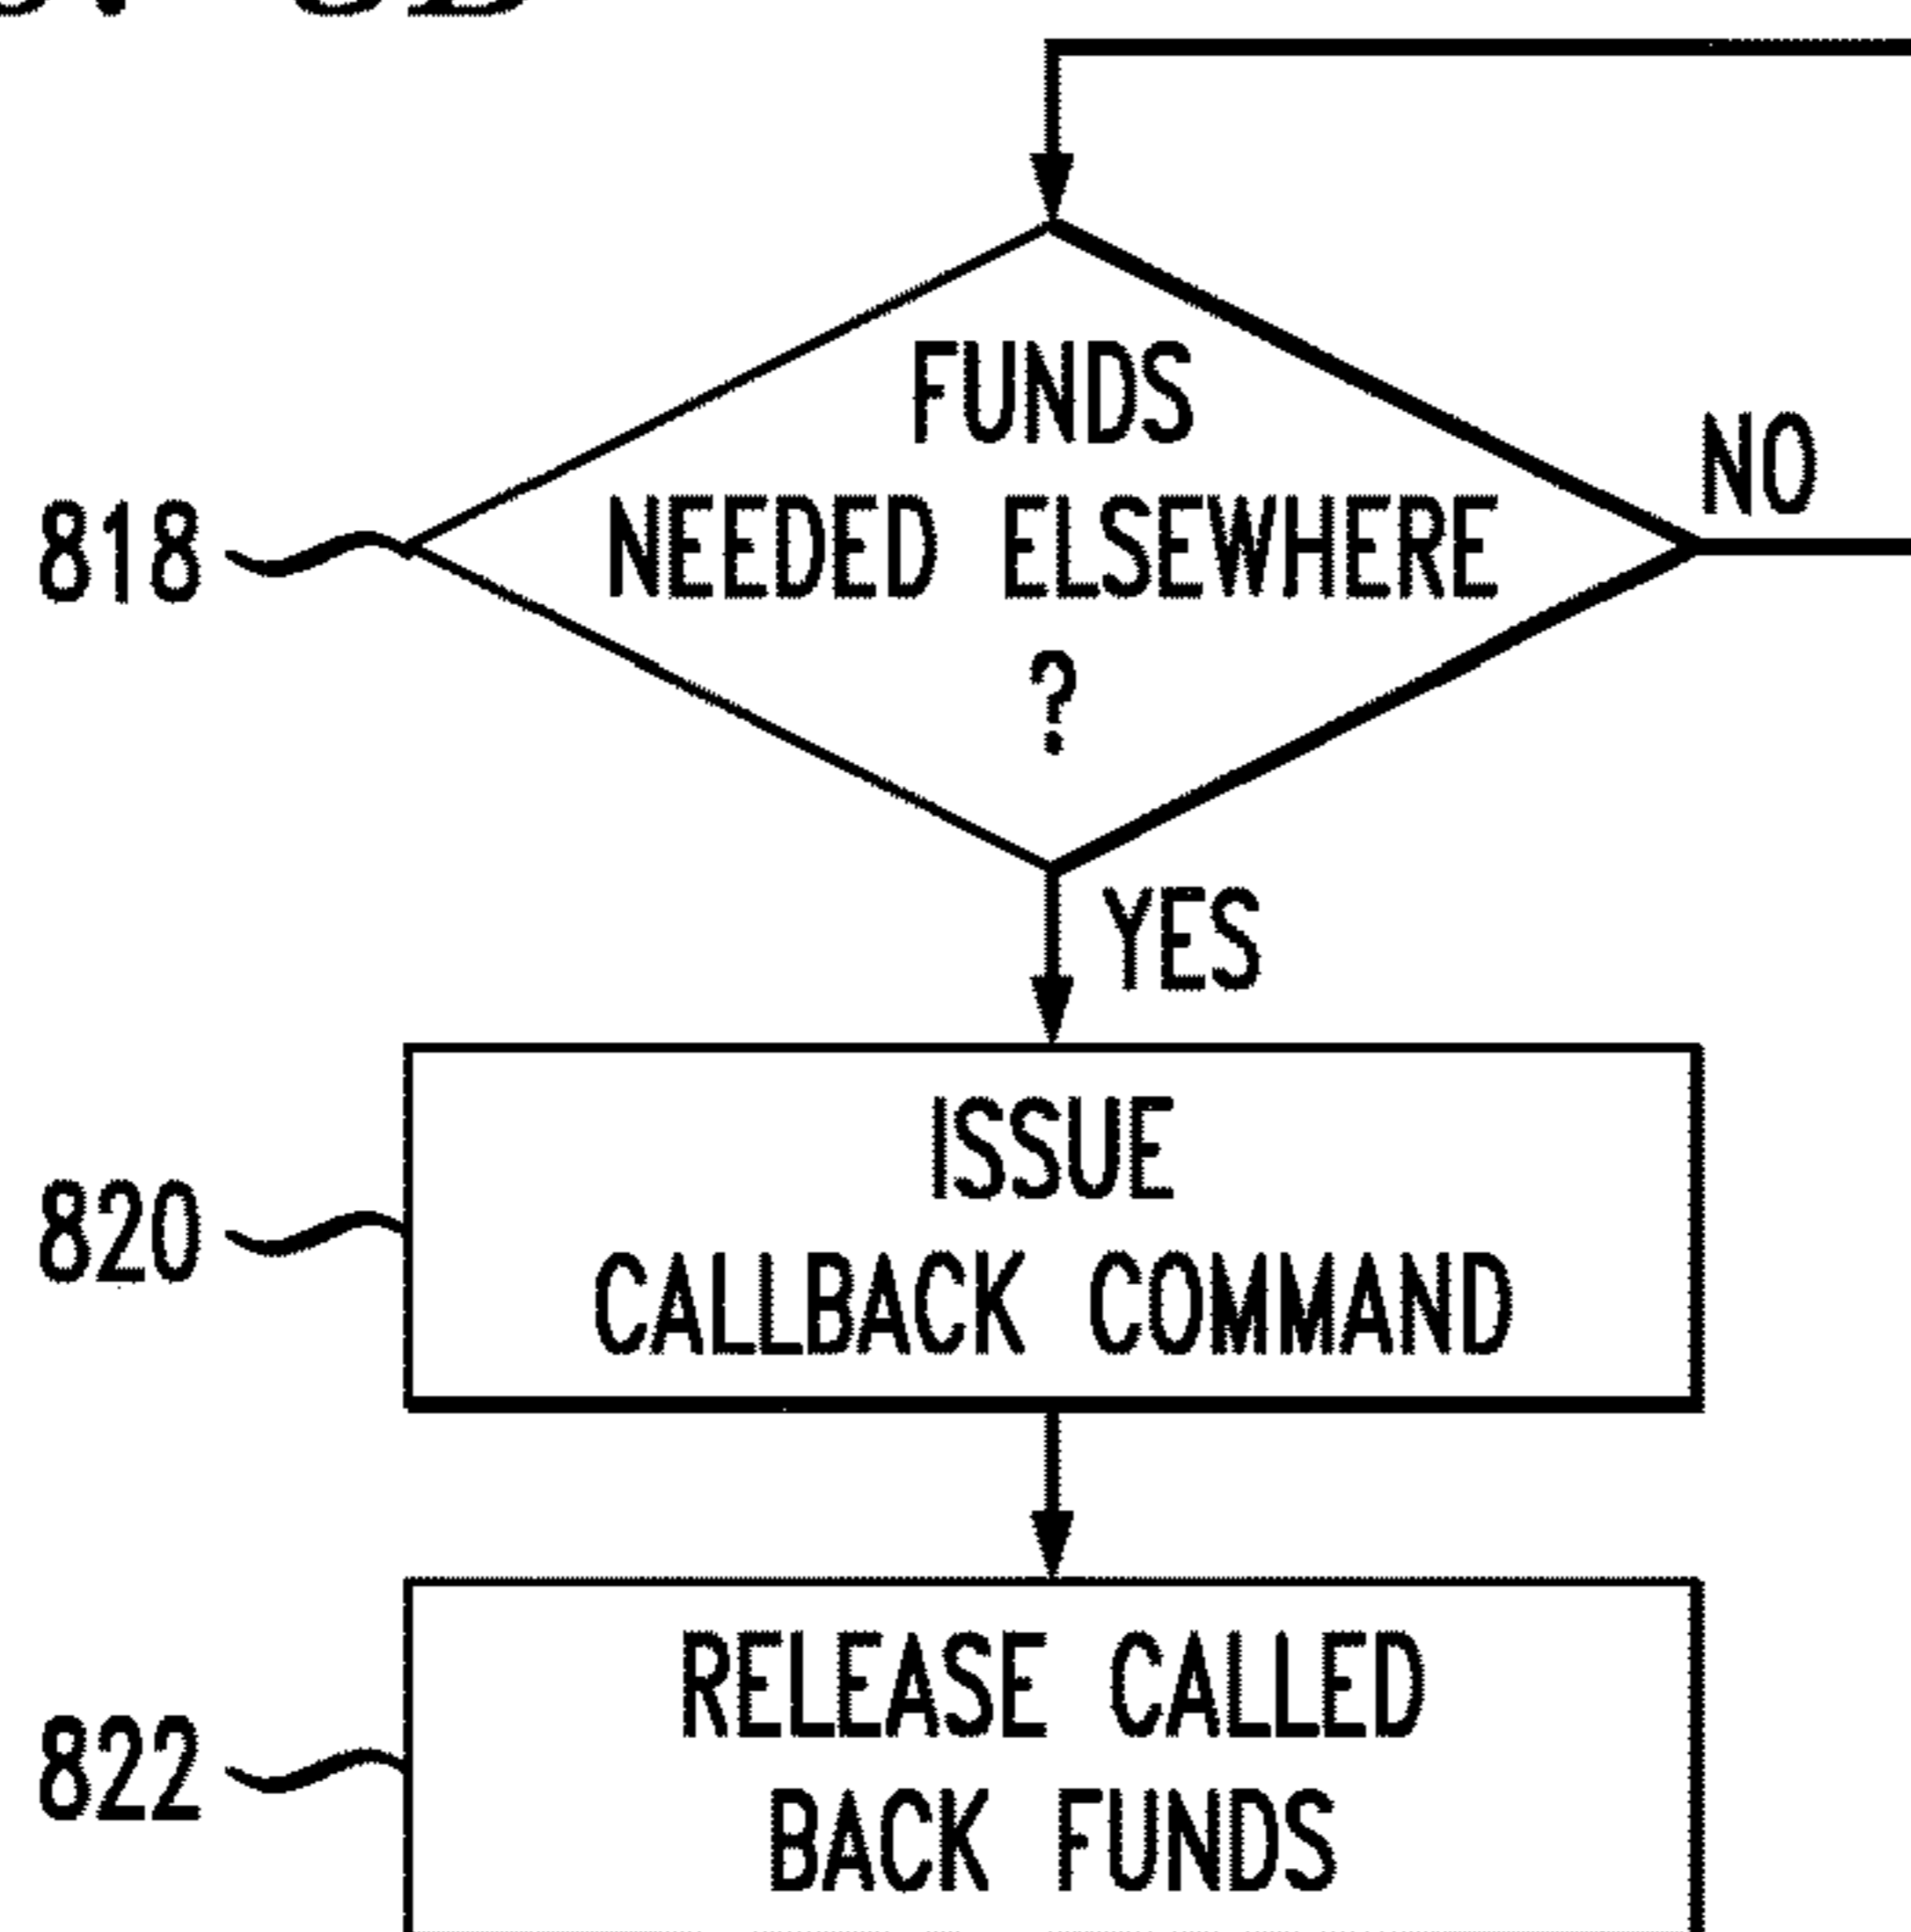 FUNDS
NEEDED ELSEWHERE
?
818
NO
YES
ISSUE
CALLBACK COMMAND
820
RELEASE CALLED
BACK FUNDS
822